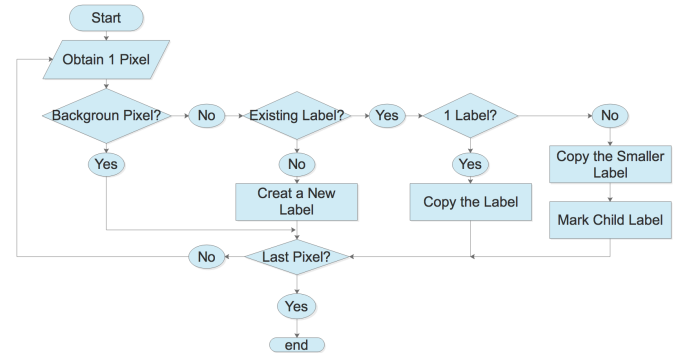 Start
Obtain 1 Pixel
Backgroun Pixel?
No
Existing Label?
Yes
1 Label?
No
Yes
No
Yes
Copy the Smaller
Label
Creat a New
Label
Copy the Label
Mark Child Label
No
Last Pixel?
Yes
end